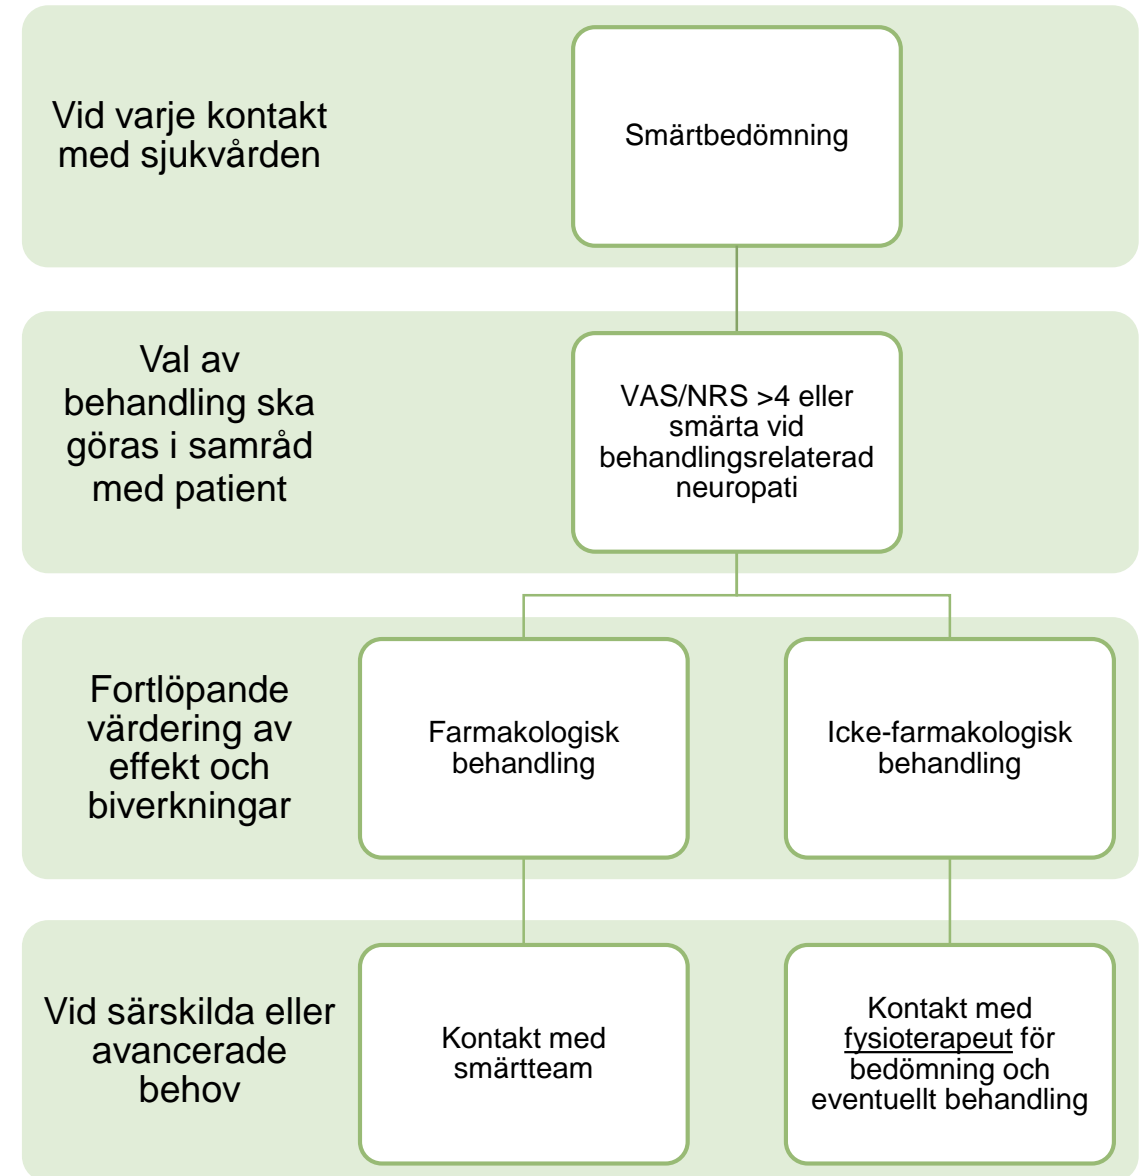 Vid varje kontakt
med sjukvården
Smärtbedömning
Val av
behandling ska
göras i samråd
med patient
VAS/NRS >4 eller
smärta vid
behandlingsrelaterad
neuropati
Fortlöpande
värdering av
effekt och
biverkningar
Farmakologisk
behandling
Icke-farmakologisk
behandling
Vid särskilda eller
avancerade
behov
Kontakt med
smärtteam
Kontakt med
fysioterapeut för
bedömning och
eventuellt behandling